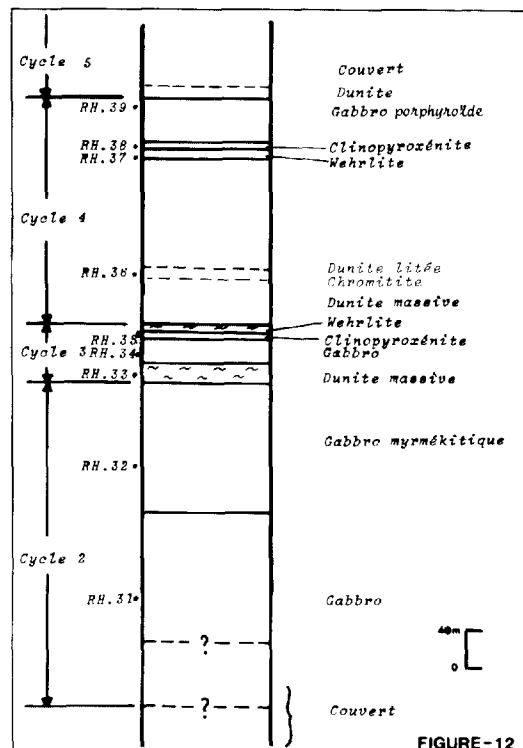 Cycle 5
Couvert
Dunite
RH.39
Gabbro porphyroïde
RH.38
Clinopyroxénite
RH.37
Wehrlite
Cycle 4
RH.36
Dunite litée
Chromitite
Dunite massive
Wehrlite
RH.35
Clinopyroxénite
Cycle 3
RH.34
Gabbro
RH.33
Dunite massive
Gabbro myrmékitique
RH.32
Cycle 2
RH.31
Gabbro
40m
0
?
?
Couvert
FIGURE-12